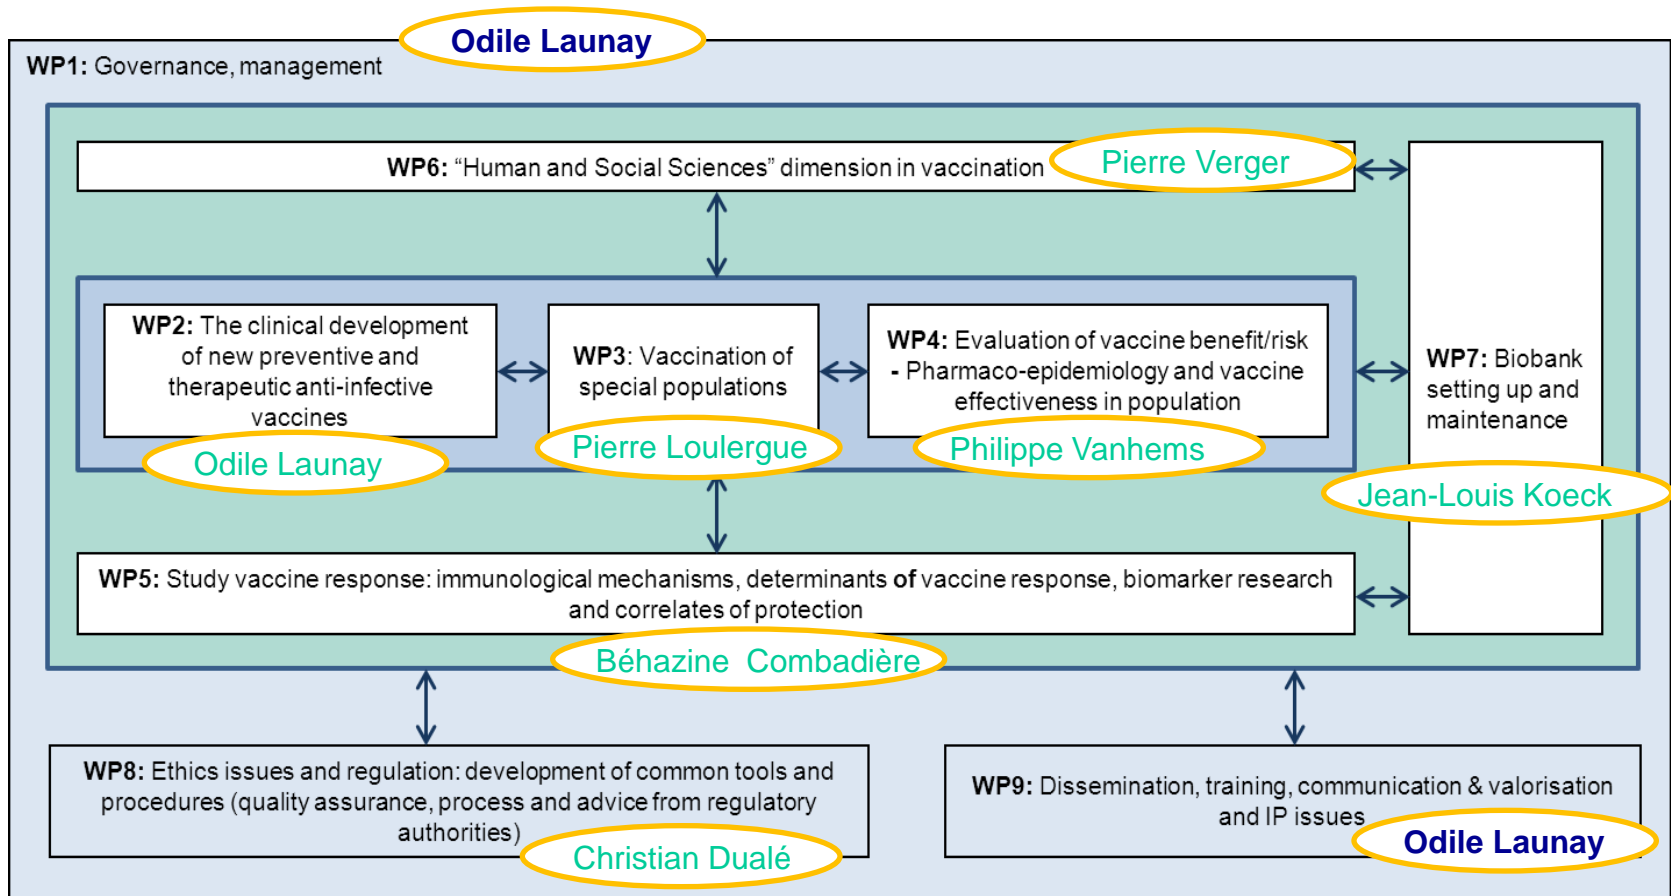 Odile Launay
WP1: Governance, management
WP6: “Human and Social Sciences” dimension in vaccination
Pierre Verger
WP2: The clinical development
of new preventive and
therapeutic anti-infective
vaccines
Odile Launay
WP3: Vaccination of
special populations
Pierre Loulergue
WP4: Evaluation of vaccine benefit/risk
- Pharmaco-epidemiology and vaccine
effectiveness in population
Philippe Vanhems
WP7: Biobank
setting up and
maintenance
Jean-Louis Koeck
WP5: Study vaccine response: immunological mechanisms, determinants of vaccine response, biomarker research
and correlates of protection
Béhazine Combadière
WP8: Ethics issues and regulation: development of common tools and
procedures (quality assurance, process and advice from regulatory
authorities)
Christian Dualé
WP9: Dissemination, training, communication & valorisation
and IP issues
Odile Launay